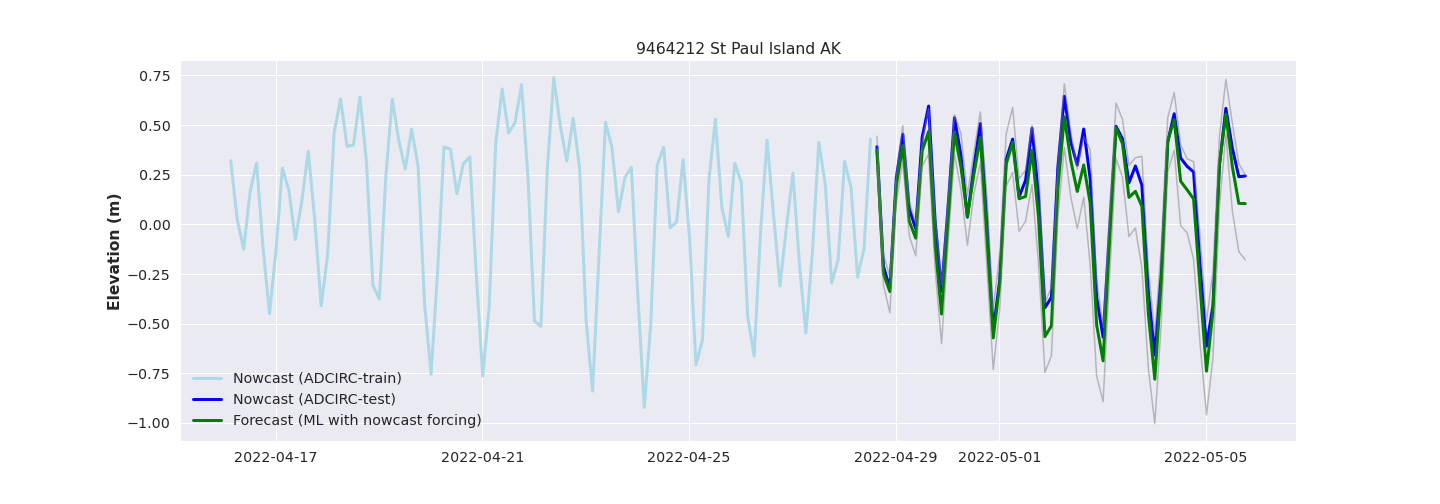 9464212 St Paul Island AK
Elevation (m)
0.75
0.50
0.25
0.00
−0.25
−0.50
−0.75
−1.00
Nowcast (ADCIRC-train)
Nowcast (ADCIRC-test)
Forecast (ML with nowcast forcing)
2022-04-17 2022-04-21 2022-04-25 2022-04-29 2022-05-01 2022-05-05